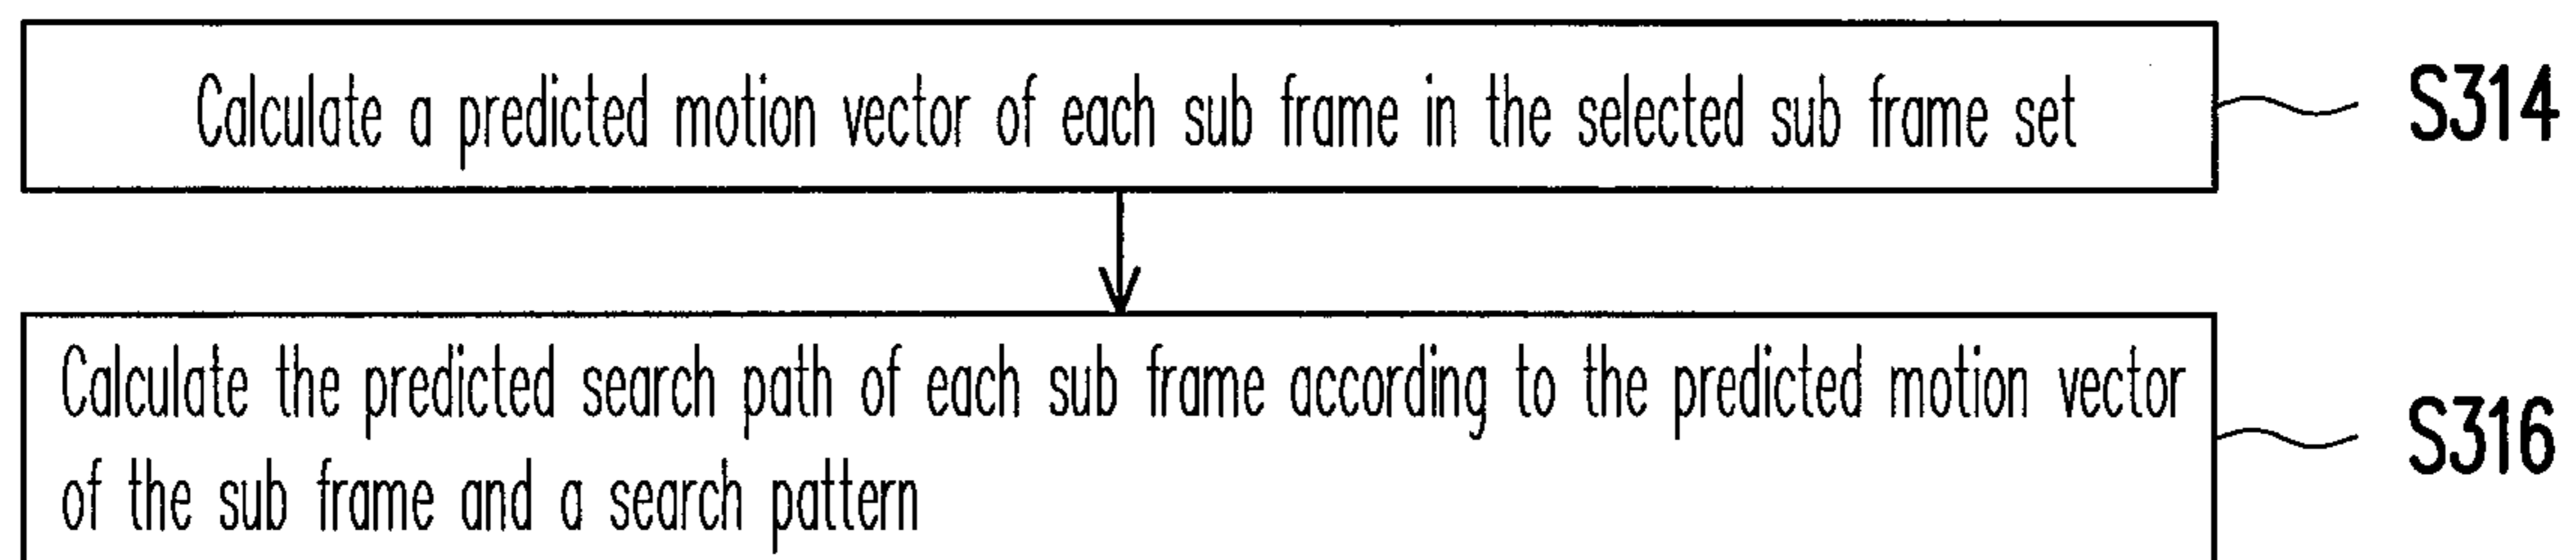 Calculate a predicted motion vector of each sub frame in the selected sub frame set
S314
Calculate the predicted search path of each sub frame according to the predicted motion vector
of the sub frame and a search pattern
S316